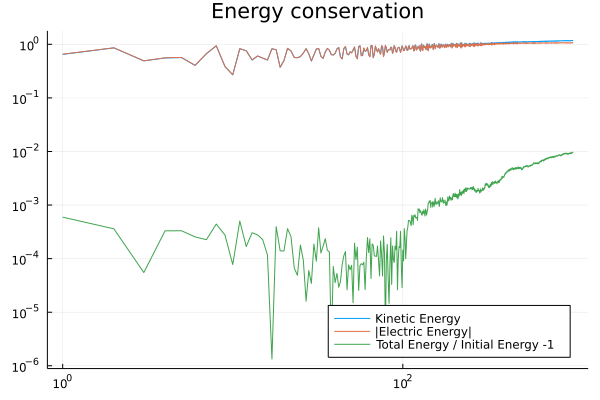 Energy conservation
10⁰
10⁻¹
10⁻²
10⁻³
10⁻⁴
10⁻⁵
10⁻⁶
Kinetic Energy
|Electric Energy|
Total Energy / Initial Energy -1
10⁰ 10²